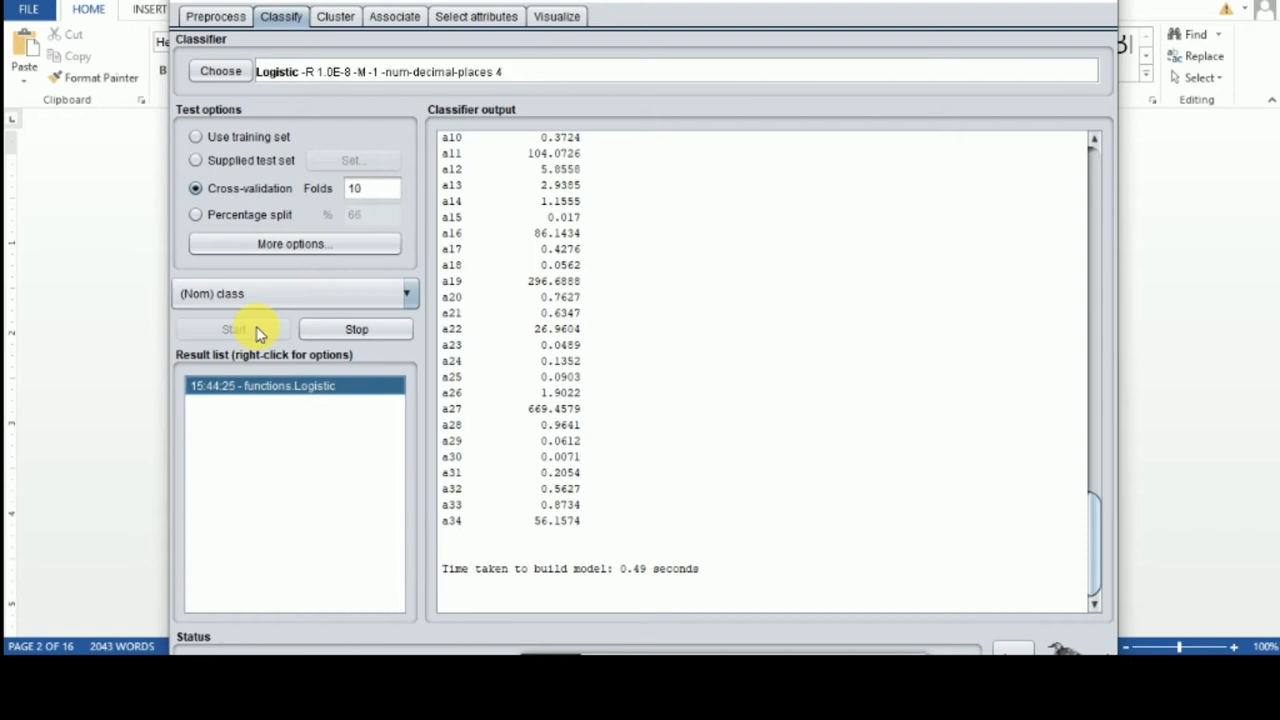 FILE HOME INSERT
Cut
Copy
Paste
Format Painter
Clipboard
Find
Replace
Select
Editing
Preprocess Classify Cluster Associate Select attributes Visualize
Classifier
Choose Logistic -R 1.0E-8 -M -1 -num-decimal-places 4
Test options
Use training set
Supplied test set Set...
Cross-validation Folds 10
Percentage split % 66
More options...
(Nom) class
Start Stop
Result list (right-click for options)
15:44:25 - functions.Logistic
Classifier output
a10 0.3724
a11 104.0726
a12 5.8558
a13 2.9385
a14 1.1555
a15 0.017
a16 86.1434
a17 0.4276
a18 0.0562
a19 296.6888
a20 0.7627
a21 0.6347
a22 26.9604
a23 0.0489
a24 0.1352
a25 0.0903
a26 1.9022
a27 669.4579
a28 0.9641
a29 0.0612
a30 0.0071
a31 0.2054
a32 0.5627
a33 0.8734
a34 56.1574
Time taken to build model: 0.49 seconds
Status
PAGE 2 OF 16 2043 WORDS
100%